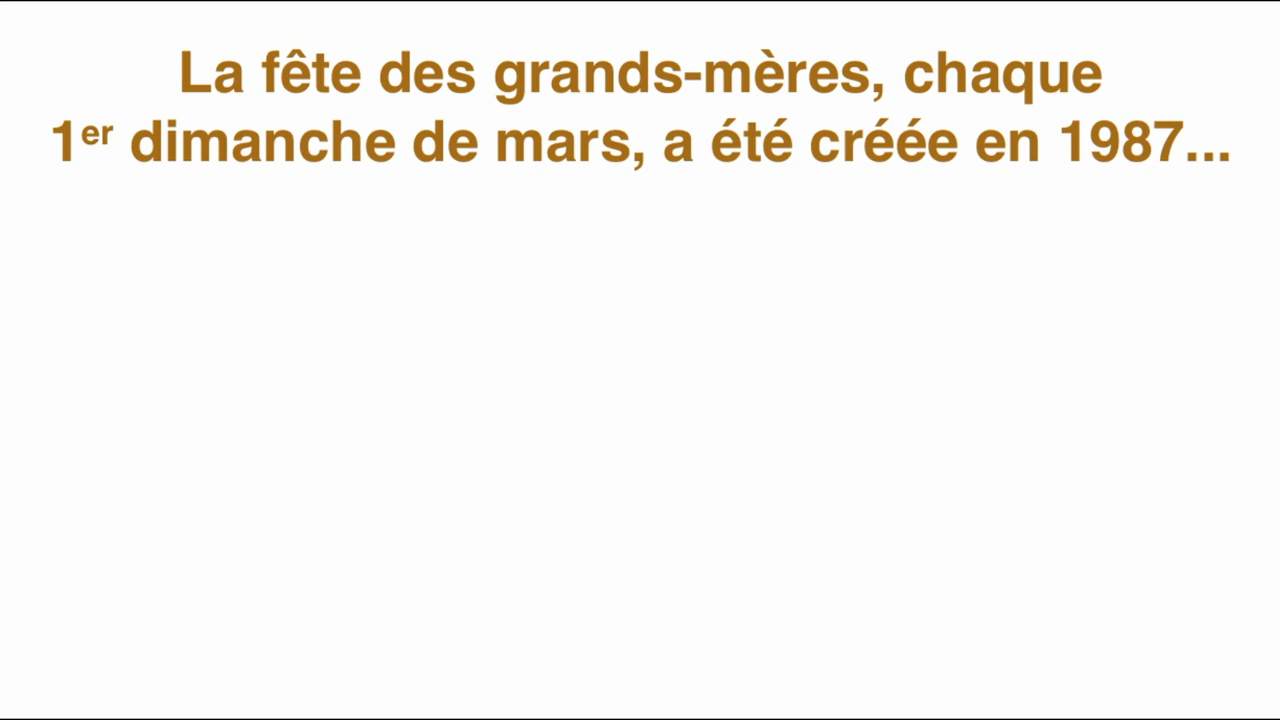 La fête des grands-mères, chaque
1er dimanche de mars, a été créée en 1987...